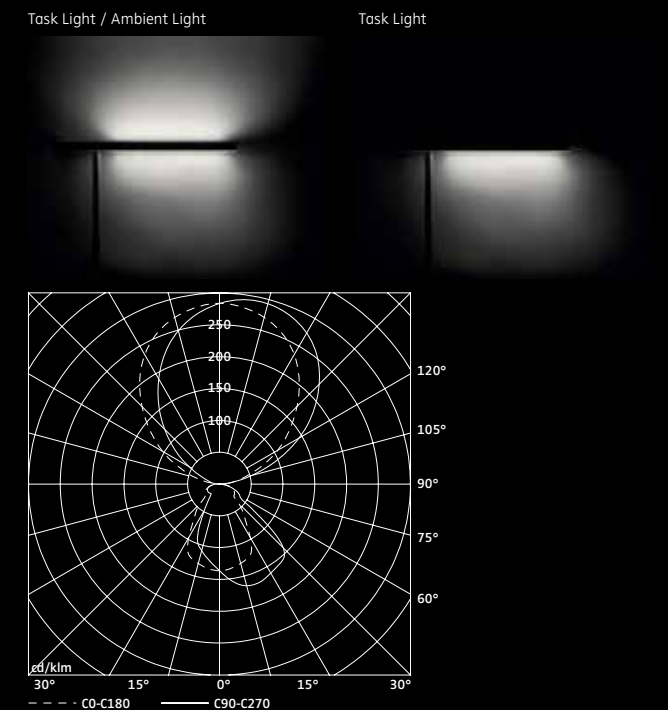 Task Light / Ambient Light
Task Light
250
200
150
100
120°
105°
90°
75°
60°
cd/klm
30° 15° 0° 15° 30°
C0-C180 C90-C270